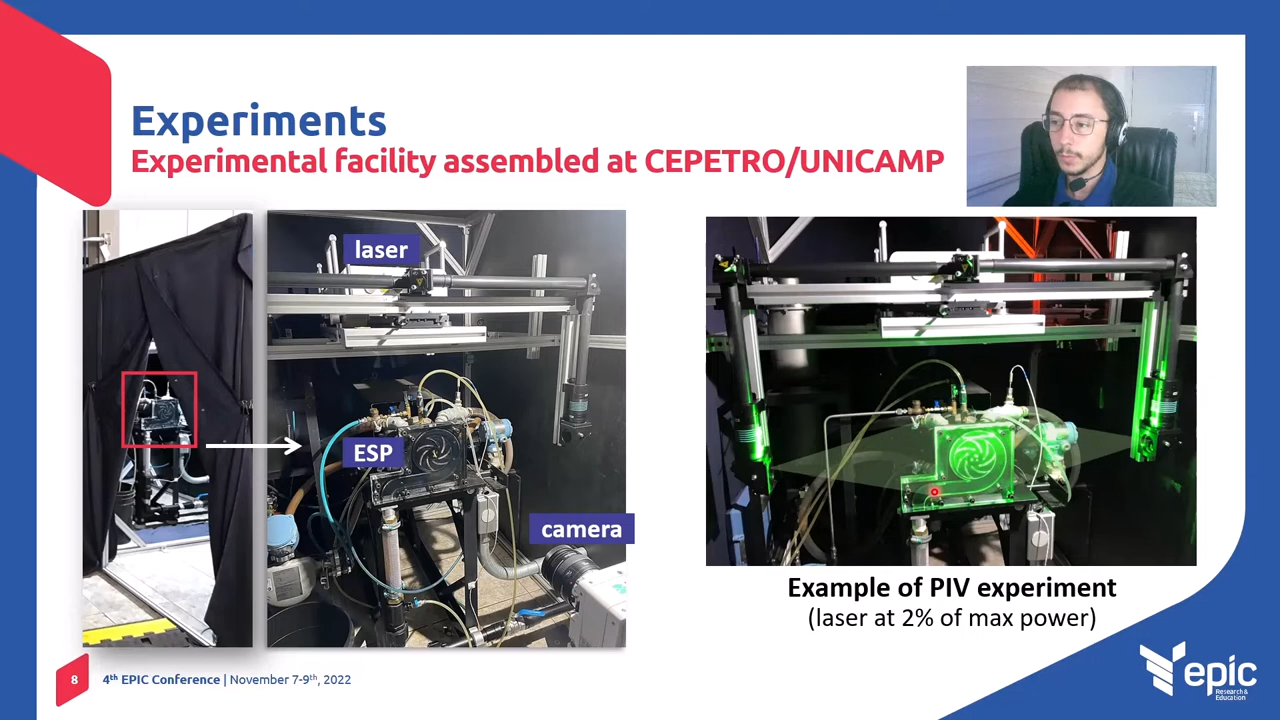 Experiments
Experimental facility assembled at CEPETRO/UNICAMP
laser
ESP
camera
Example of PIV experiment
(laser at 2% of max power)
8
4th EPIC Conference | November 7-9th, 2022
epic
Research &
Education